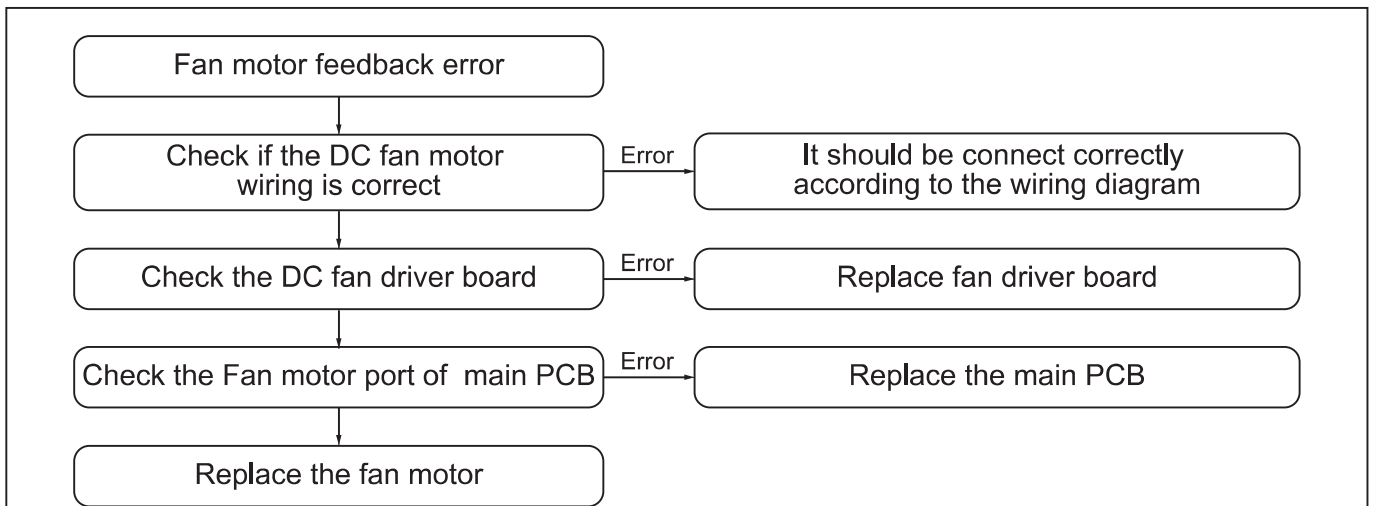 Fan motor feedback error
Check if the DC fan motor
wiring is correct
Error
It should be connect correctly
according to the wiring diagram
Check the DC fan driver board
Error
Replace fan driver board
Check the Fan motor port of main PCB
Error
Replace the main PCB
Replace the fan motor